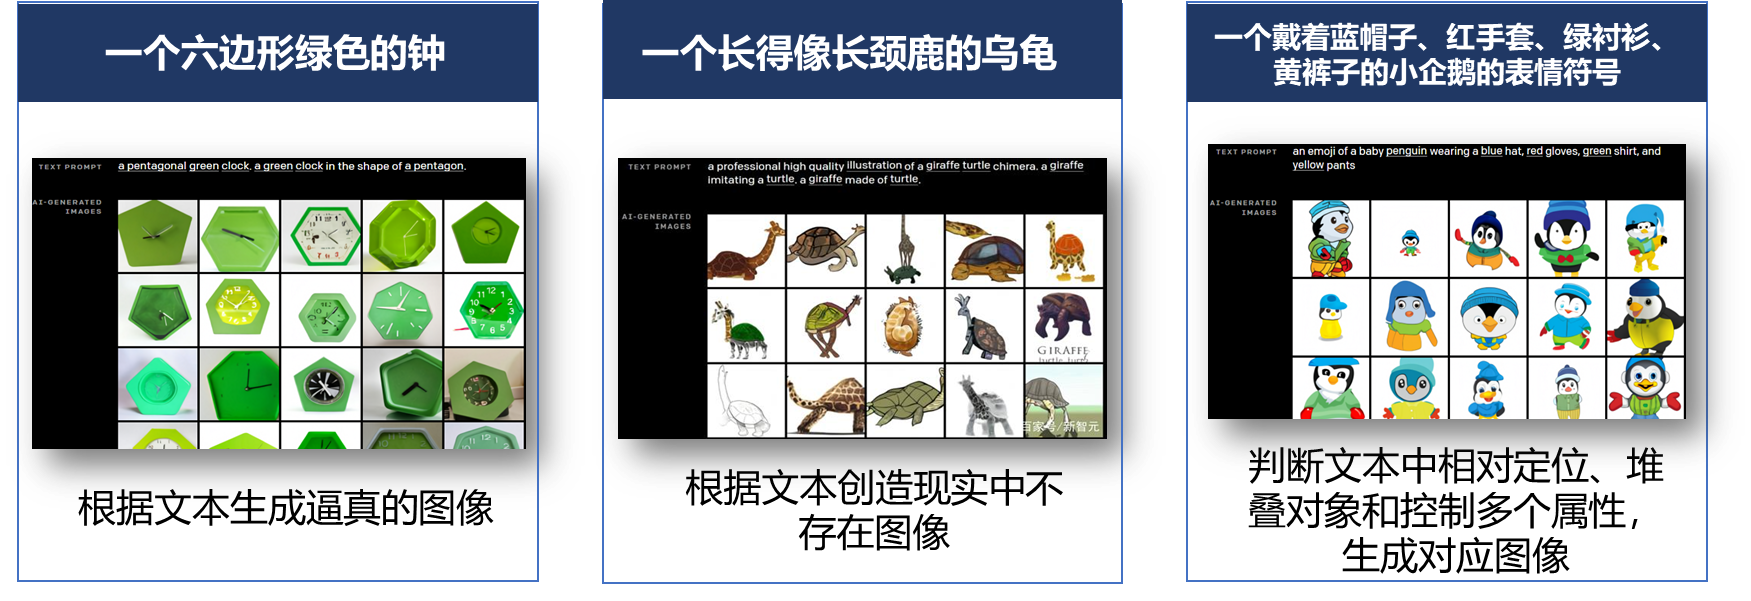 一个六边形绿色的钟
TEXT PROMPT
a pentagonal green clock. a green clock in the shape of a pentagon.
AI-GENERATED
IMAGES
根据文本生成逼真的图像
一个长得像长颈鹿的乌龟
TEXT PROMPT
a professional high quality illustration of a giraffe turtle chimera. a giraffe
imitating a turtle. a giraffe made of turtle.
AI-GENERATED
IMAGES
GIRAFFE
百家号/新智元
根据文本创造现实中不
存在图像
一个戴着蓝帽子、红手套、绿衬衫、
黄裤子的小企鹅的表情符号
TEXT PROMPT
an emoji of a baby penguin wearing a blue hat, red gloves, green shirt, and
yellow pants
AI-GENERATED
IMAGES
判断文本中相对定位、堆
叠对象和控制多个属性，
生成对应图像